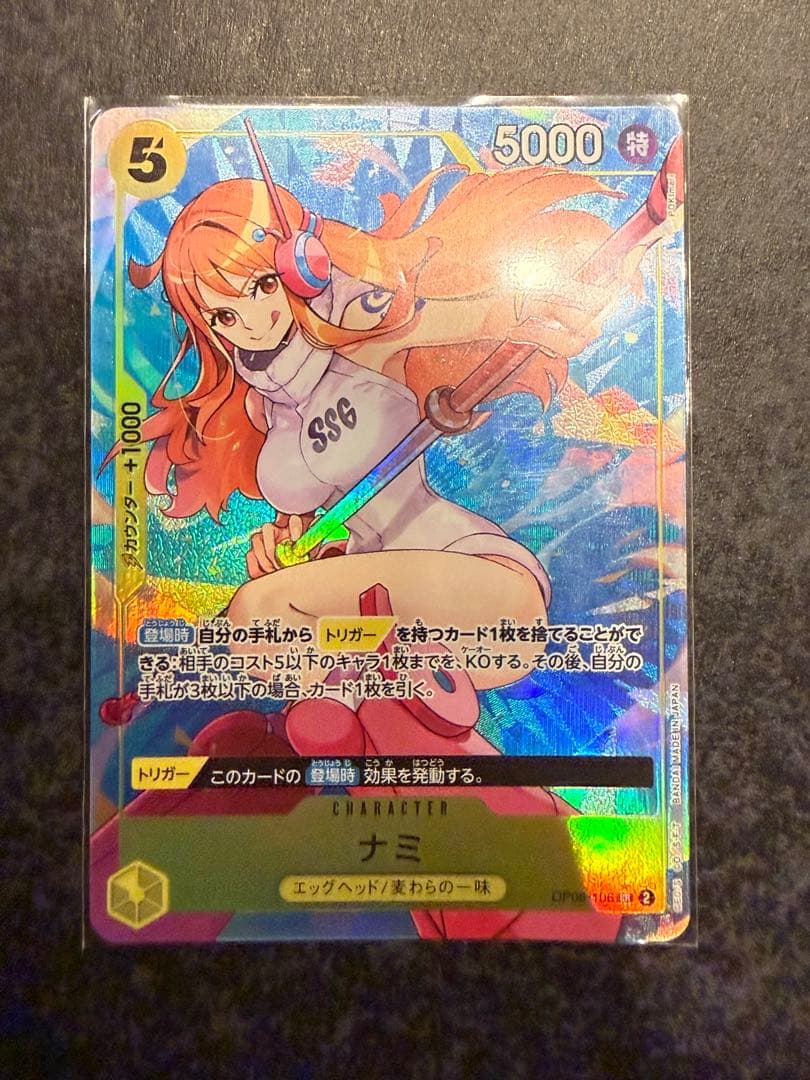 5
5000 特
カウンター +1000
SSG
登場時 自分の手札から トリガー を持つカード1枚を捨てることがで
きる:相手のコスト5以下のキャラ1枚までを、KOする。その後、自分の
手札が3枚以下の場合、カード1枚を引く。
トリガー このカードの 登場時 効果を発動する。
CHARACTER
ナミ
エッグヘッド/麦わらの一味
OP08-106 SR 2
BANDAI MADE IN JAPAN